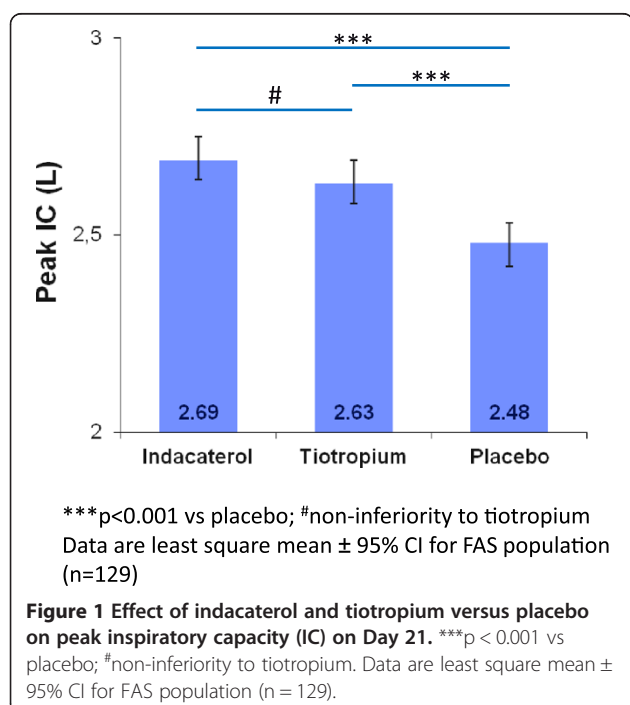 3
***
***
#
Peak IC (L)
2,5
2.69 2.63 2.48
2
Indacaterol Tiotropium Placebo
***p<0.001 vs placebo; #non-inferiority to tiotropium
Data are least square mean ± 95% CI for FAS population
(n=129)
Figure 1 Effect of indacaterol and tiotropium versus placebo
on peak inspiratory capacity (IC) on Day 21. ***p < 0.001 vs
placebo; #non-inferiority to tiotropium. Data are least square mean ±
95% CI for FAS population (n = 129).